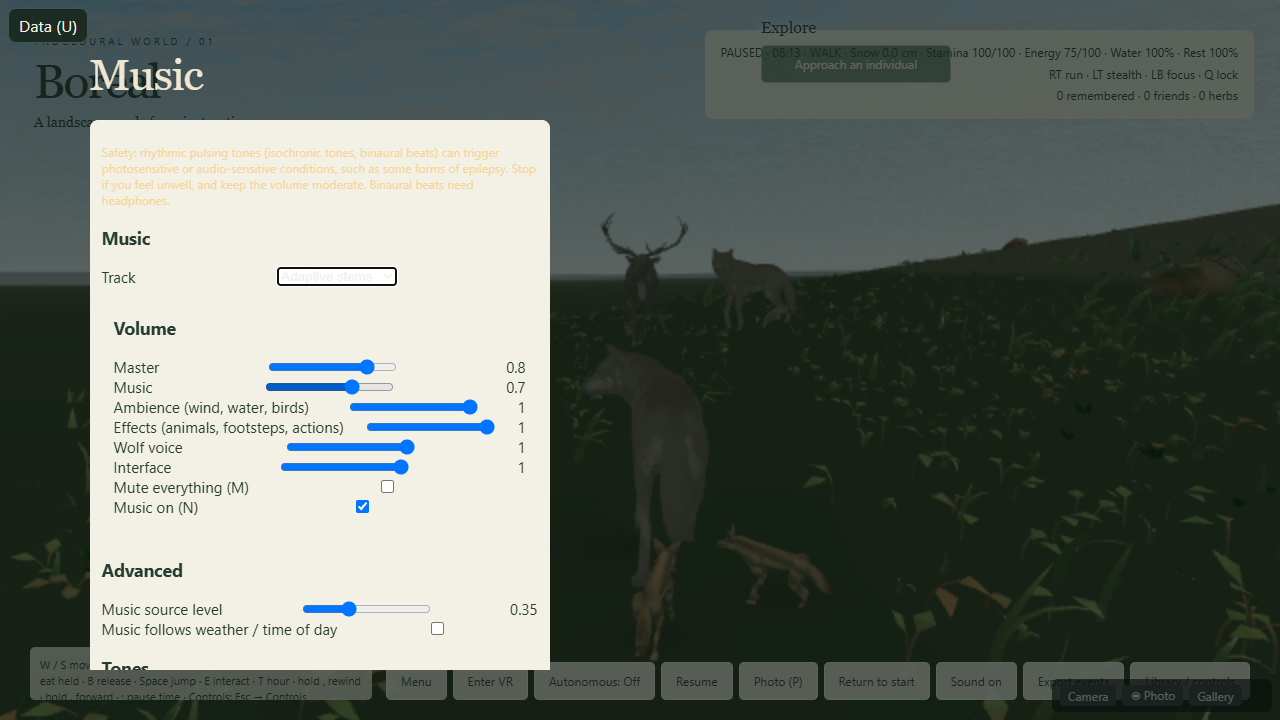 Data (U)
PROCEDURAL WORLD / 01
Boreal
Music
Explore
PAUSED · 08:13 · WALK · Snow 0.0 cm · Stamina 100/100 · Energy 75/100 · Water 100% · Rest 100%
Approach an individual
RT run · LT stealth · LB focus · Q lock
0 remembered · 0 friends · 0 herbs
Safety: rhythmic pulsing tones (isochronic tones, binaural beats) can trigger
photosensitive or audio-sensitive conditions, such as some forms of epilepsy. Stop
if you feel unwell, and keep the volume moderate. Binaural beats need
headphones.
Music
Track
Adaptive stems
Volume
Master 0.8
Music 0.7
Ambience (wind, water, birds) 1
Effects (animals, footsteps, actions) 1
Wolf voice 1
Interface 1
Mute everything (M)
Music on (N)
Advanced
Music source level 0.35
Music follows weather / time of day
Tones
W / S
eat held · B release · Space jump · E interact · T hour · hold , rewind
· hold . forward · ; pause time · Controls: Esc → Controls
Menu
Enter VR
Autonomous: Off
Resume
Photo (P)
Return to start
Sound on
Export events
Library / controls
Camera
◉ Photo
Gallery